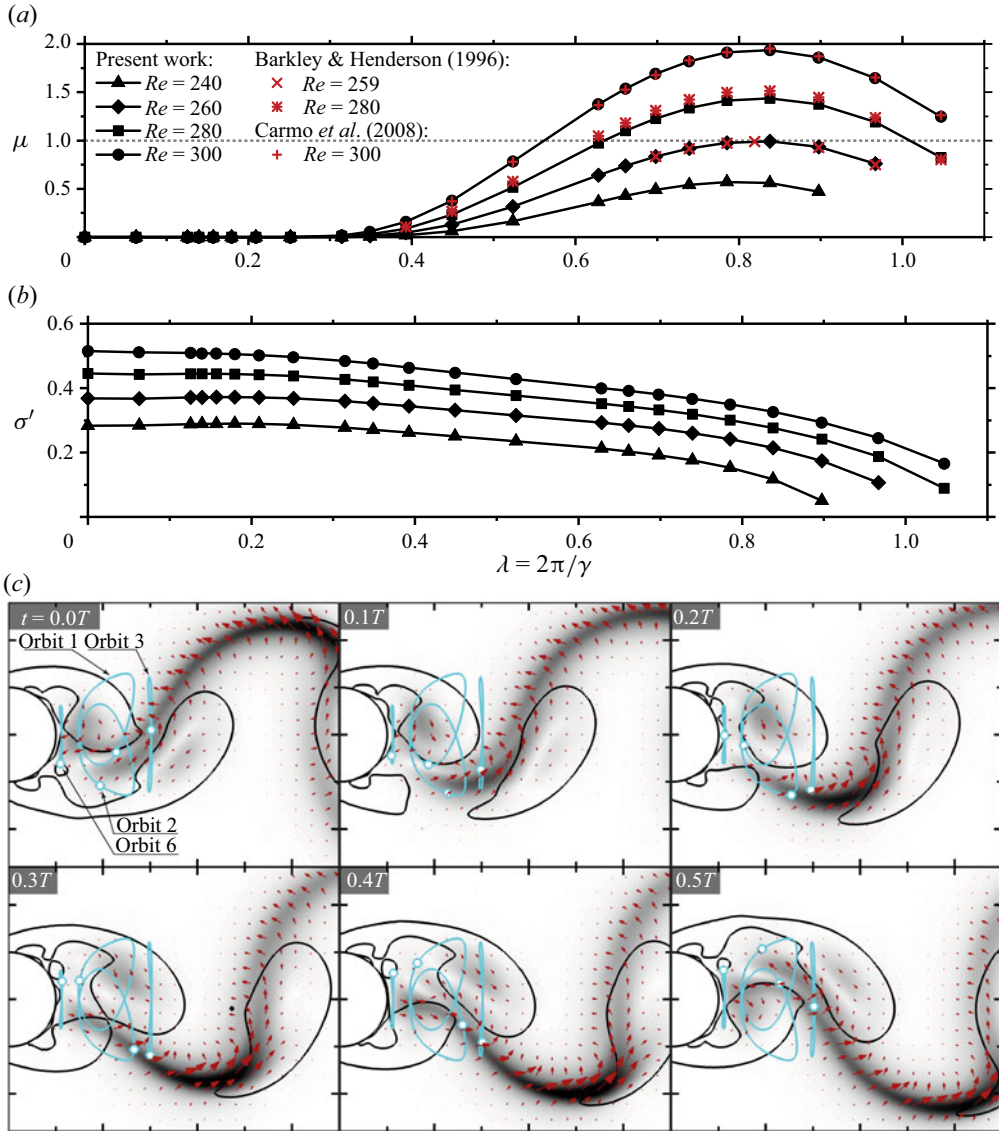 (a)
2.0
Present work:
Barkley & Henderson (1996):
Re = 240
Re = 259
1.5
Re = 260
Re = 280
Re = 280
Carmo et al. (2008):
μ
1.0
Re = 300
Re = 300
0.5
0
0.2
0.4
0.6
0.8
1.0
(b)
0.6
0.4
σ′
0.2
0
0.2
0.4
0.6
0.8
1.0
λ = 2π/γ
(c)
t = 0.0T
0.1T
0.2T
Orbit 1
Orbit 3
Orbit 2
Orbit 6
0.3T
0.4T
0.5T